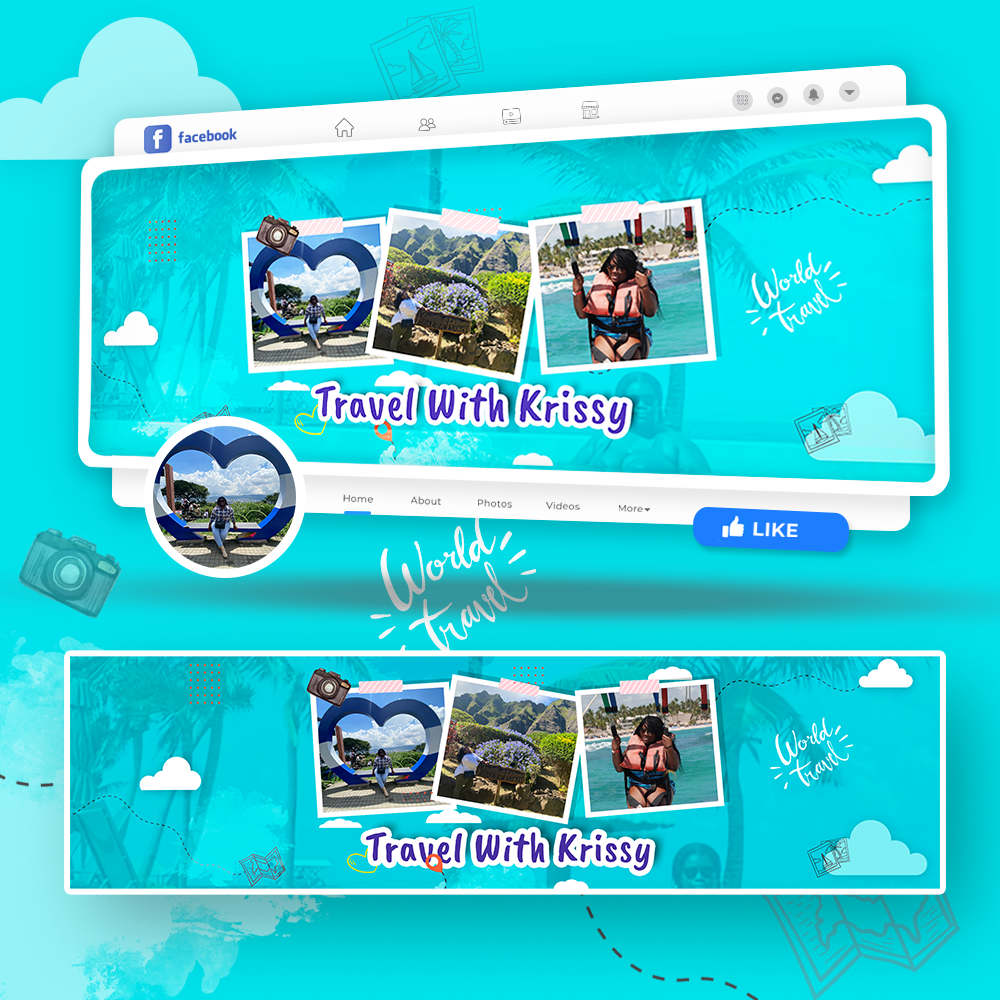 f facebook
World
travel
Travel With Krissy
Home About Photos Videos More
LIKE
World
travel
World
travel
Travel With Krissy